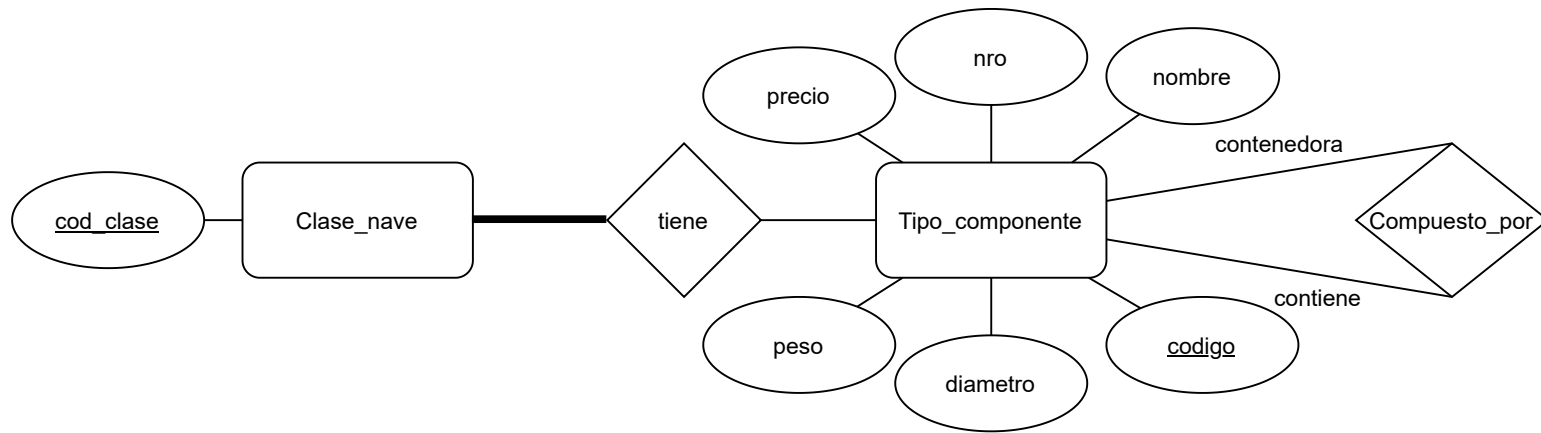 nro
nombre
precio
contenedora
cod_clase
Clase_nave
tiene
Tipo_componente
Compuesto_por
contiene
peso
codigo
diametro